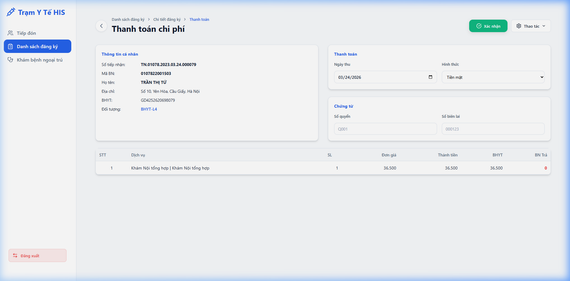 Trạm Y Tế HIS
Tiếp đón
Danh sách đăng ký
Khám bệnh ngoại trú
Đăng xuất
Danh sách đăng ký > Chi tiết đăng ký > Thanh toán
Thanh toán chi phí
Xác nhận
Thao tác
Thông tin cá nhân
Số tiếp nhận: TN.01078.2023.03.24.000079
Mã BN: 0107822001503
Họ tên: TRẦN THỊ TỨ
Địa chỉ: Số 10, Yên Hòa, Cầu Giấy, Hà Nội
BHYT:
Đối tượng: BHYT-L4
Thanh toán
Ngày thu
03/24/2026
Hình thức
Tiền mặt
Chứng từ
Số quyển
Số biên lai
STT Dịch vụ SL Đơn giá Thành tiền BHYT BN Trả
1 Khám Nội tổng hợp | Khám Nội tổng hợp 1 36,500 36,500 36,500 0